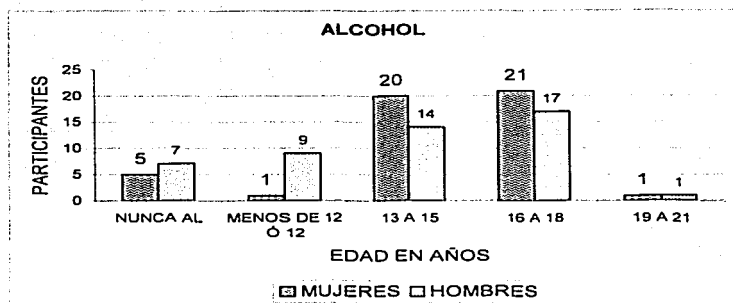 ALCOHOL
PARTICIPANTES
25
20
15
10
5
0
5
7
1
9
20
14
21
17
1
1
NUNCA AL
MENOS DE 12
Ó 12
13 A 15
16 A 18
19 A 21
EDAD EN AÑOS
MUJERES
HOMBRES